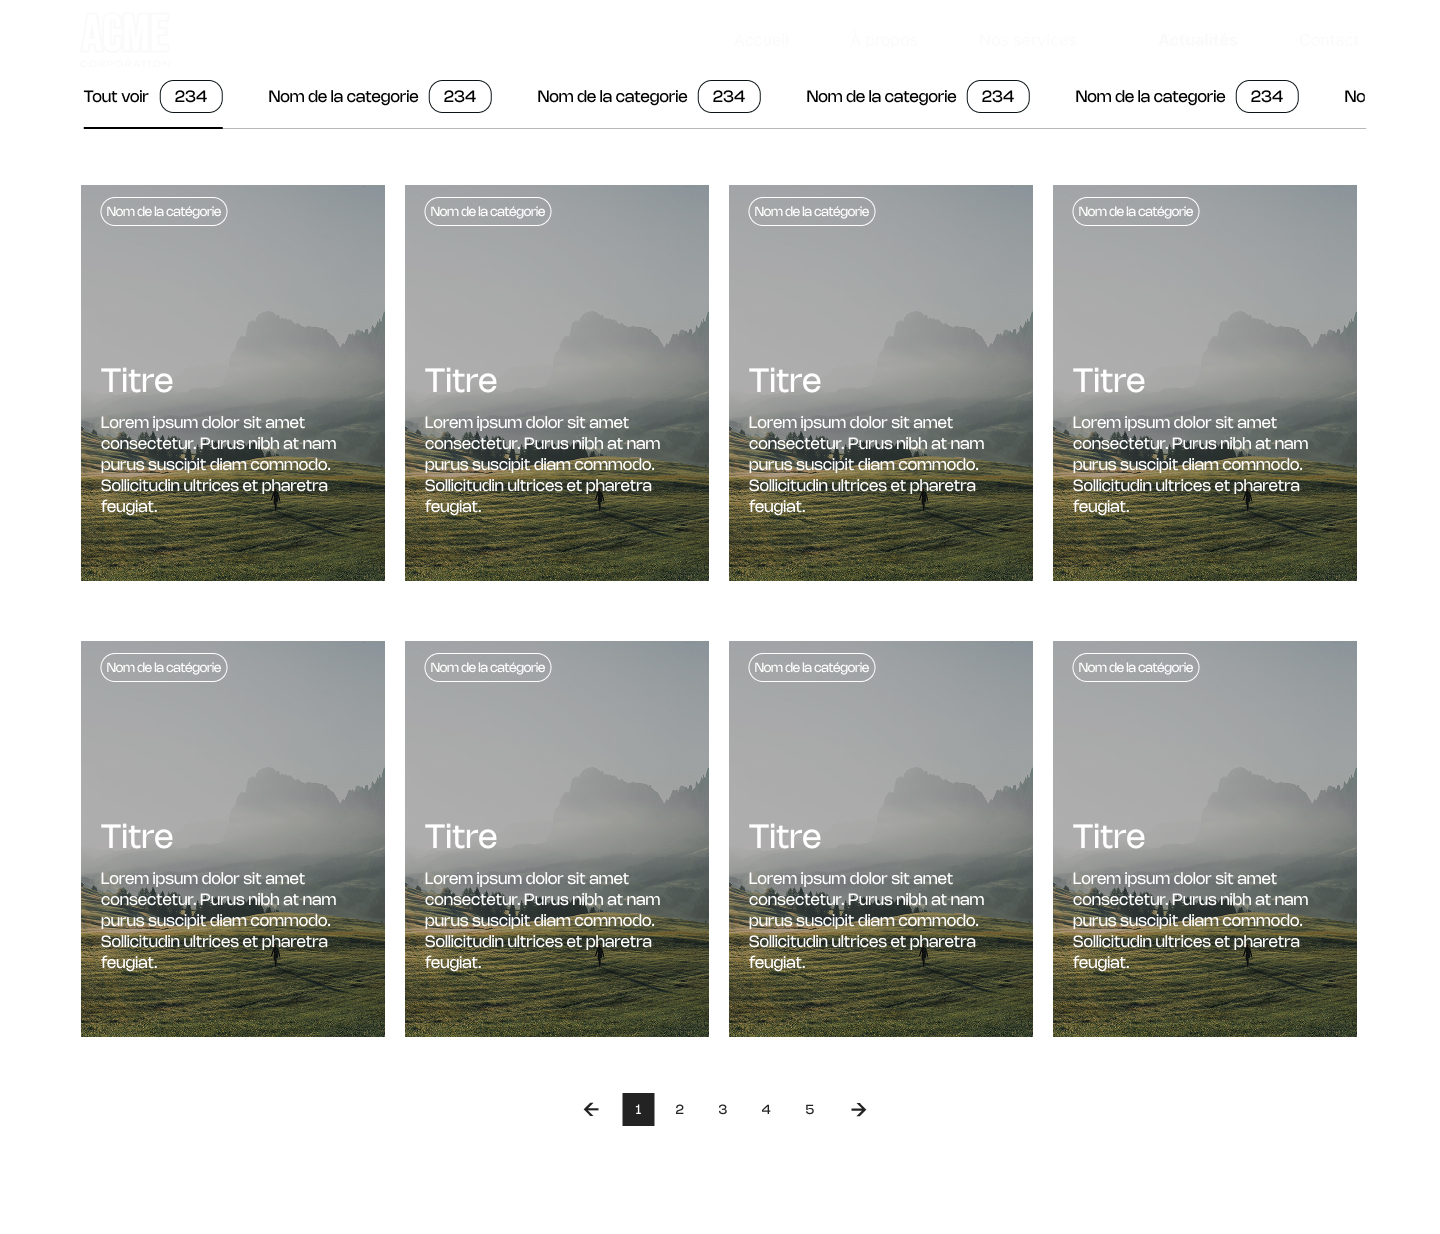 ACME
Accueil
À propos
Nos services
Actualités
Contact
Tout voir 234
Nom de la categorie 234
Nom de la categorie 234
Nom de la categorie 234
Nom de la categorie 234
No
Nom de la catégorie
Titre
Lorem ipsum dolor sit amet
consectetur. Purus nibh at nam
purus suscipit diam commodo.
Sollicitudin ultrices et pharetra
feugiat.
Nom de la catégorie
Titre
Lorem ipsum dolor sit amet
consectetur. Purus nibh at nam
purus suscipit diam commodo.
Sollicitudin ultrices et pharetra
feugiat.
Nom de la catégorie
Titre
Lorem ipsum dolor sit amet
consectetur. Purus nibh at nam
purus suscipit diam commodo.
Sollicitudin ultrices et pharetra
feugiat.
Nom de la catégorie
Titre
Lorem ipsum dolor sit amet
consectetur. Purus nibh at nam
purus suscipit diam commodo.
Sollicitudin ultrices et pharetra
feugiat.
Nom de la catégorie
Titre
Lorem ipsum dolor sit amet
consectetur. Purus nibh at nam
purus suscipit diam commodo.
Sollicitudin ultrices et pharetra
feugiat.
Nom de la catégorie
Titre
Lorem ipsum dolor sit amet
consectetur. Purus nibh at nam
purus suscipit diam commodo.
Sollicitudin ultrices et pharetra
feugiat.
Nom de la catégorie
Titre
Lorem ipsum dolor sit amet
consectetur. Purus nibh at nam
purus suscipit diam commodo.
Sollicitudin ultrices et pharetra
feugiat.
Nom de la catégorie
Titre
Lorem ipsum dolor sit amet
consectetur. Purus nibh at nam
purus suscipit diam commodo.
Sollicitudin ultrices et pharetra
feugiat.
← 1 2 3 4 5 →